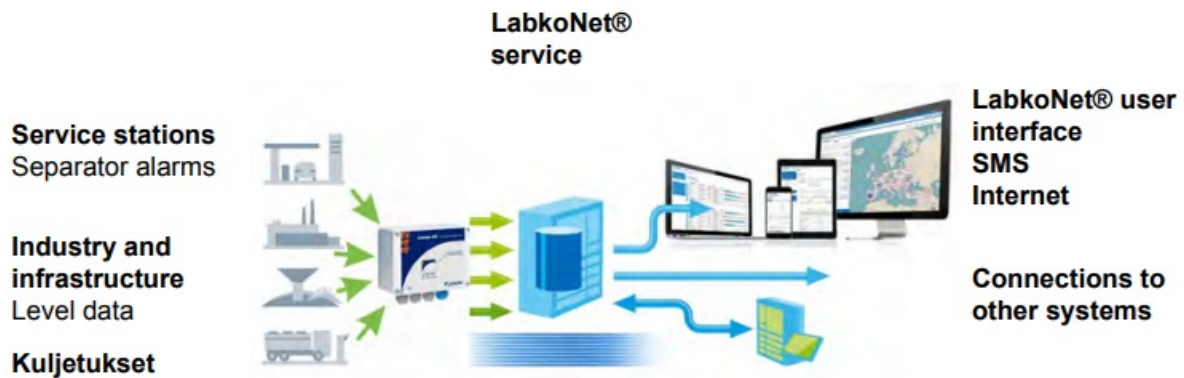 LabkoNet®
service
Service stations
Separator alarms
Industry and
infrastructure
Level data
Kuljetukset
LabkoNet® user
interface
SMS
Internet
Connections to
other systems